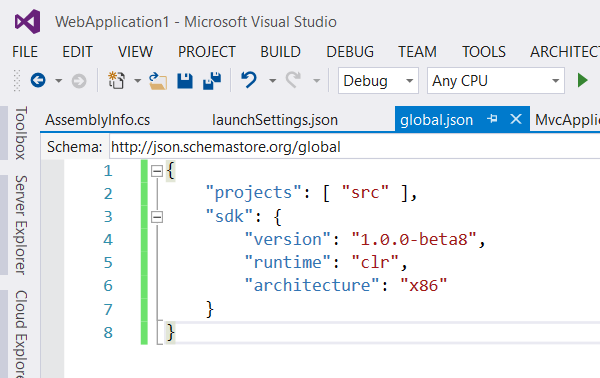 WebApplication1 - Microsoft Visual Studio
FILE EDIT VIEW PROJECT BUILD DEBUG TEAM TOOLS ARCHITEC
Debug Any CPU
Toolbox
Server Explorer
Cloud Explore
AssemblyInfo.cs launchSettings.json global.json MvcApplic
Schema: http://json.schemastore.org/global
1 {
2 "projects": [ "src" ],
3 "sdk": {
4 "version": "1.0.0-beta8",
5 "runtime": "clr",
6 "architecture": "x86"
7 }
8 }